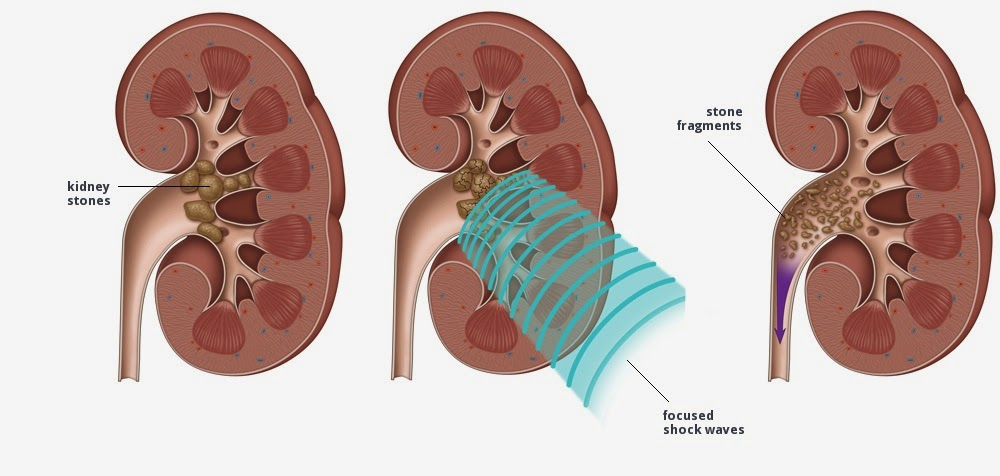 kidney
stones
stone
fragments
focused
shock waves